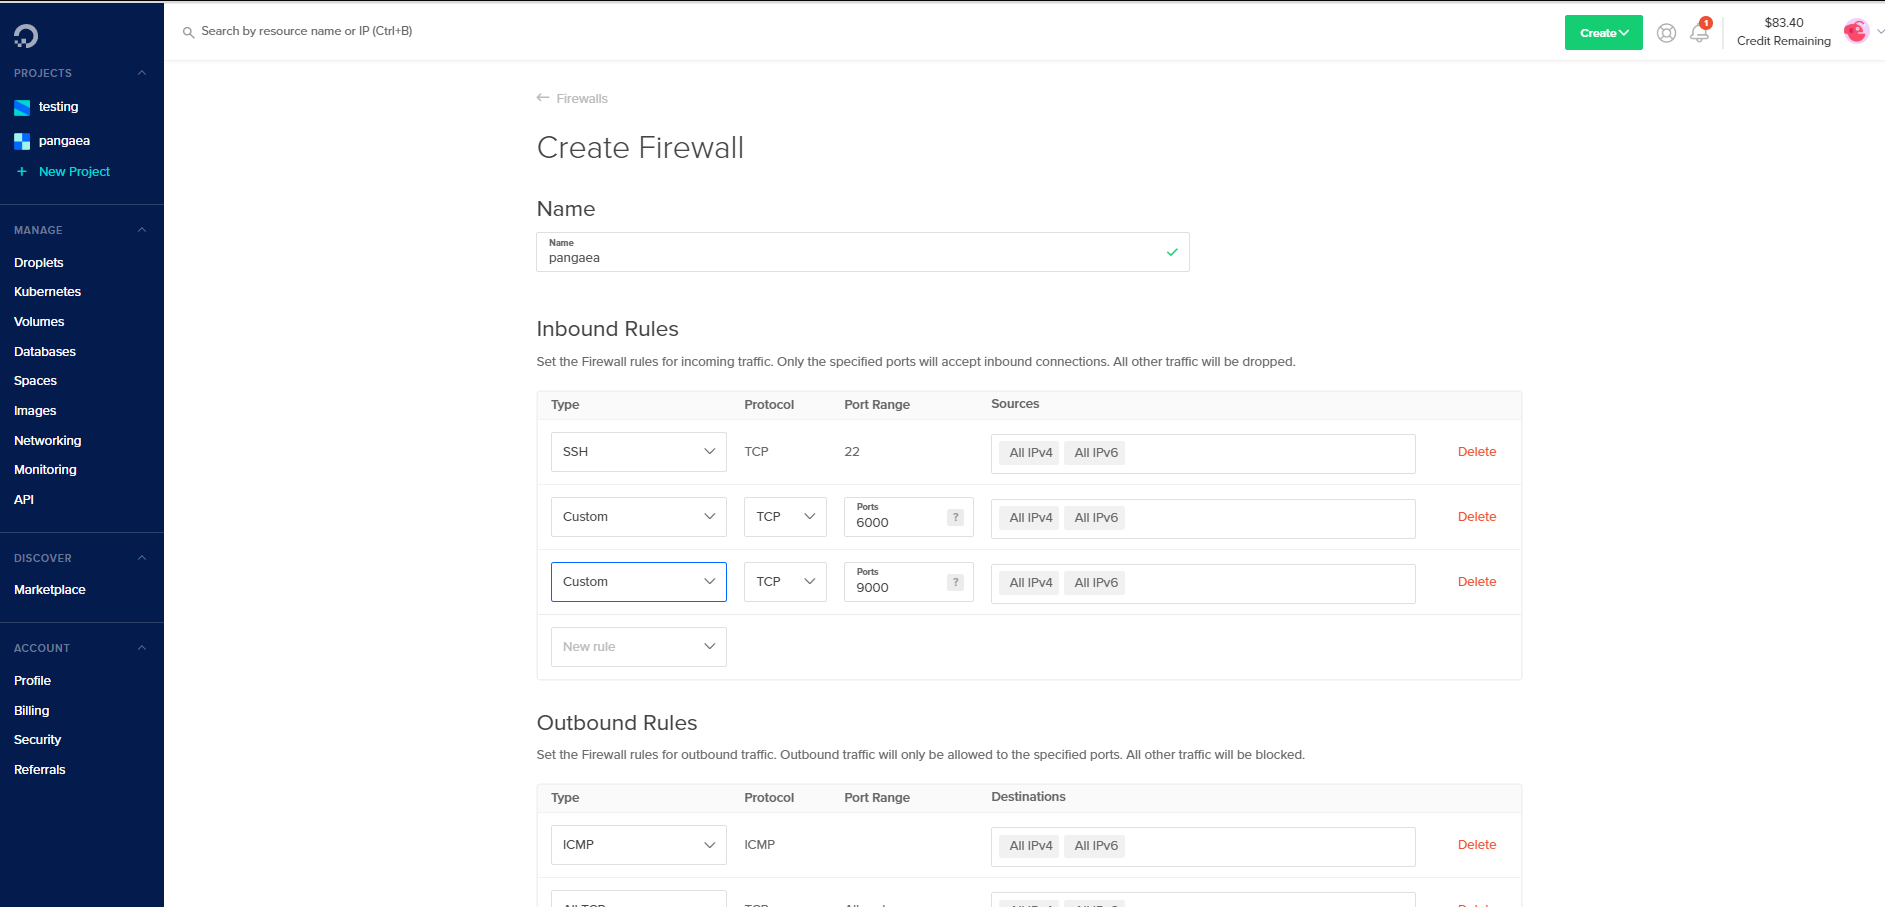 Search by resource name or IP (Ctrl+B)
Create
1
$83.40
Credit Remaining
PROJECTS
testing
pangaea
+ New Project
MANAGE
Droplets
Kubernetes
Volumes
Databases
Spaces
Images
Networking
Monitoring
API
DISCOVER
Marketplace
ACCOUNT
Profile
Billing
Security
Referrals
← Firewalls
Create Firewall
Name
Name
pangaea
Inbound Rules
Set the Firewall rules for incoming traffic. Only the specified ports will accept inbound connections. All other traffic will be dropped.
Type Protocol Port Range Sources
SSH TCP 22 All IPv4 All IPv6 Delete
Custom TCP Ports 6000 ? All IPv4 All IPv6 Delete
Custom TCP Ports 9000 ? All IPv4 All IPv6 Delete
New rule
Outbound Rules
Set the Firewall rules for outbound traffic. Outbound traffic will only be allowed to the specified ports. All other traffic will be blocked.
Type Protocol Port Range Destinations
ICMP ICMP All IPv4 All IPv6 Delete